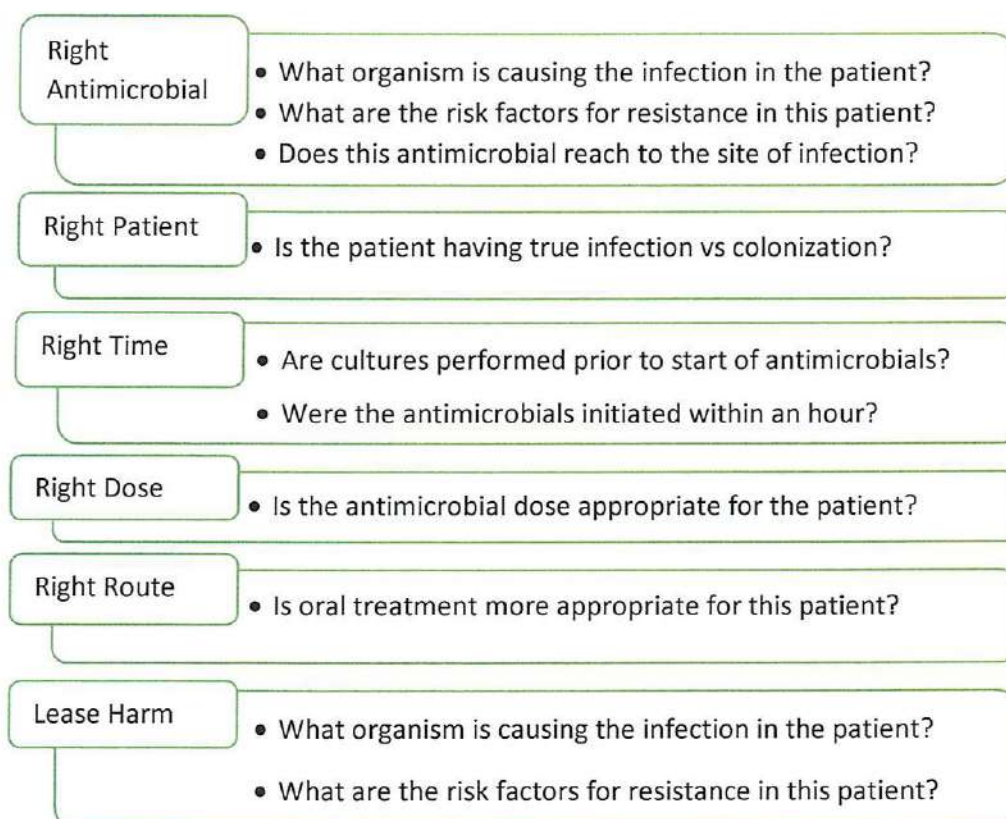 Right
Antimicrobial
• What organism is causing the infection in the patient?
• What are the risk factors for resistance in this patient?
• Does this antimicrobial reach to the site of infection?
Right Patient
• Is the patient having true infection vs colonization?
Right Time
• Are cultures performed prior to start of antimicrobials?
• Were the antimicrobials initiated within an hour?
Right Dose
• Is the antimicrobial dose appropriate for the patient?
Right Route
• Is oral treatment more appropriate for this patient?
Lease Harm
• What organism is causing the infection in the patient?
• What are the risk factors for resistance in this patient?